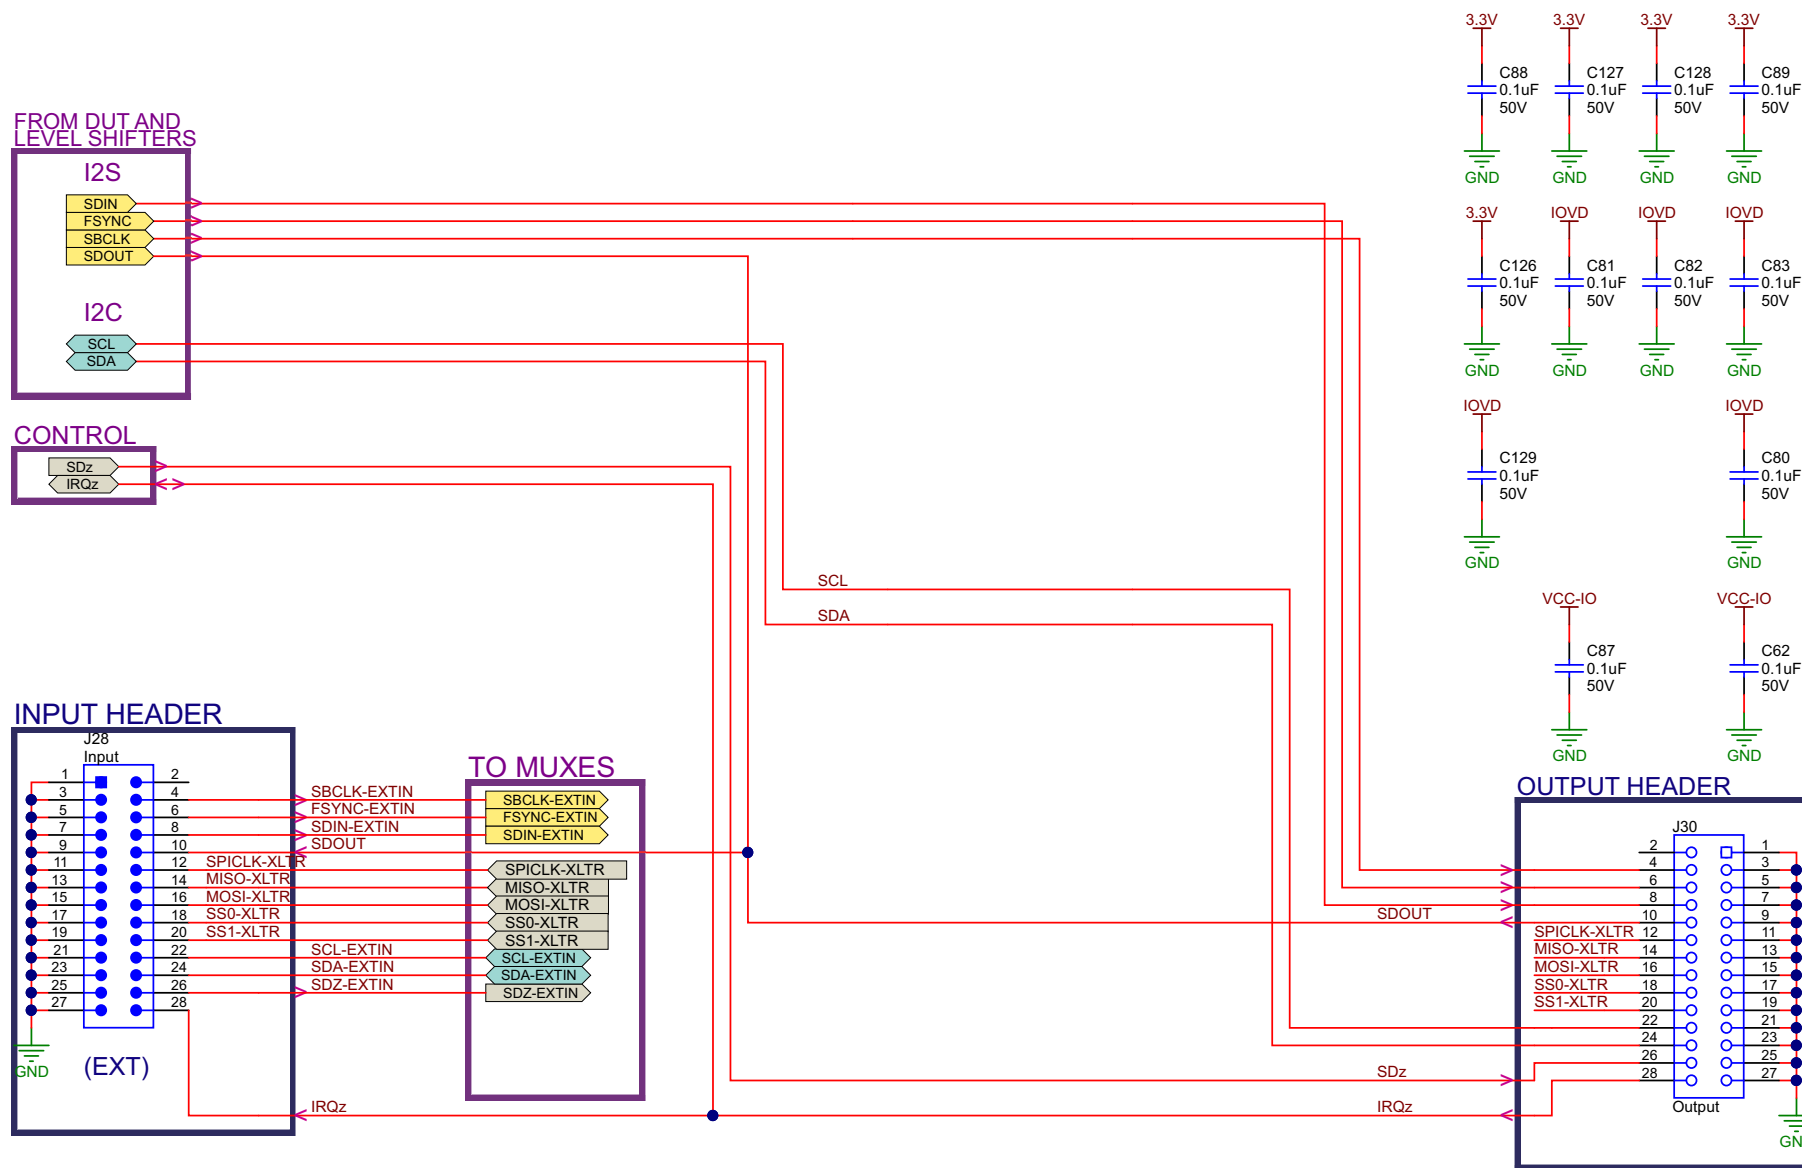 3.3V 3.3V 3.3V 3.3V
C88 C127 C128 C89
0.1uF 0.1uF 0.1uF 0.1uF
50V 50V 50V 50V
GND GND GND GND
FROM DUT AND
LEVEL SHIFTERS
I2S
SDIN
FSYNC
SBCLK
SDOUT
I2C
SCL
SDA
3.3V IOVD IOVD IOVD
C126 C81 C82 C83
0.1uF 0.1uF 0.1uF 0.1uF
50V 50V 50V 50V
GND GND GND GND
CONTROL
SDz
IRQz
IOVD IOVD
C129 C80
0.1uF 0.1uF
50V 50V
GND GND
SCL
SDA
VCC-IO VCC-IO
C87 C62
0.1uF 0.1uF
50V 50V
GND GND
INPUT HEADER
J28
Input
1 2
3 4 SBCLK-EXTIN
5 6 FSYNC-EXTIN
7 8 SDIN-EXTIN
9 10 SDOUT
11 12 SPICLK-XLTR
13 14 MISO-XLTR
15 16 MOSI-XLTR
17 18 SS0-XLTR
19 20 SS1-XLTR
21 22 SCL-EXTIN
23 24 SDA-EXTIN
25 26 SDZ-EXTIN
27 28
GND
(EXT)
IRQz
TO MUXES
SBCLK-EXTIN
FSYNC-EXTIN
SDIN-EXTIN
SPICLK-XLTR
MISO-XLTR
MOSI-XLTR
SS0-XLTR
SS1-XLTR
SCL-EXTIN
SDA-EXTIN
SDZ-EXTIN
OUTPUT HEADER
J30
2 1
4 3
6 5
8 7
SDOUT 10 9
SPICLK-XLTR 12 11
MISO-XLTR 14 13
MOSI-XLTR 16 15
SS0-XLTR 18 17
SS1-XLTR 20 19
22 21
24 23
26 25
SDz 28 27
IRQz
Output
GN